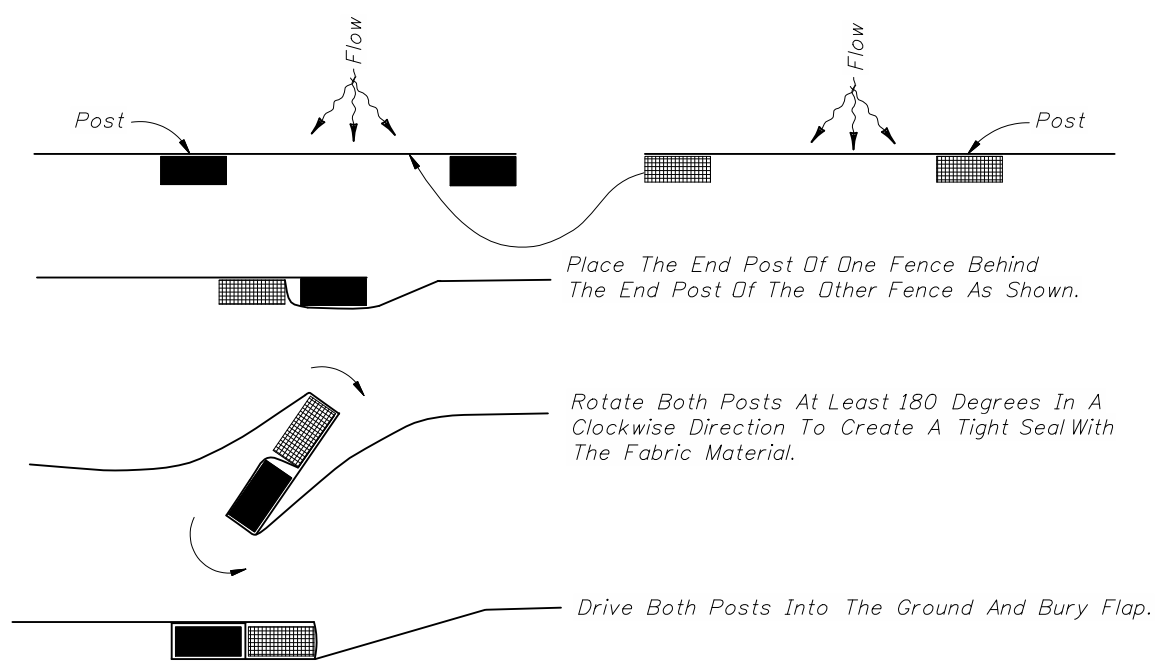 Flow
Flow
Post
Post
Place The End Post Of One Fence Behind
The End Post Of The Other Fence As Shown.
Rotate Both Posts At Least 180 Degrees In A
Clockwise Direction To Create A Tight Seal With
The Fabric Material.
Drive Both Posts Into The Ground And Bury Flap.